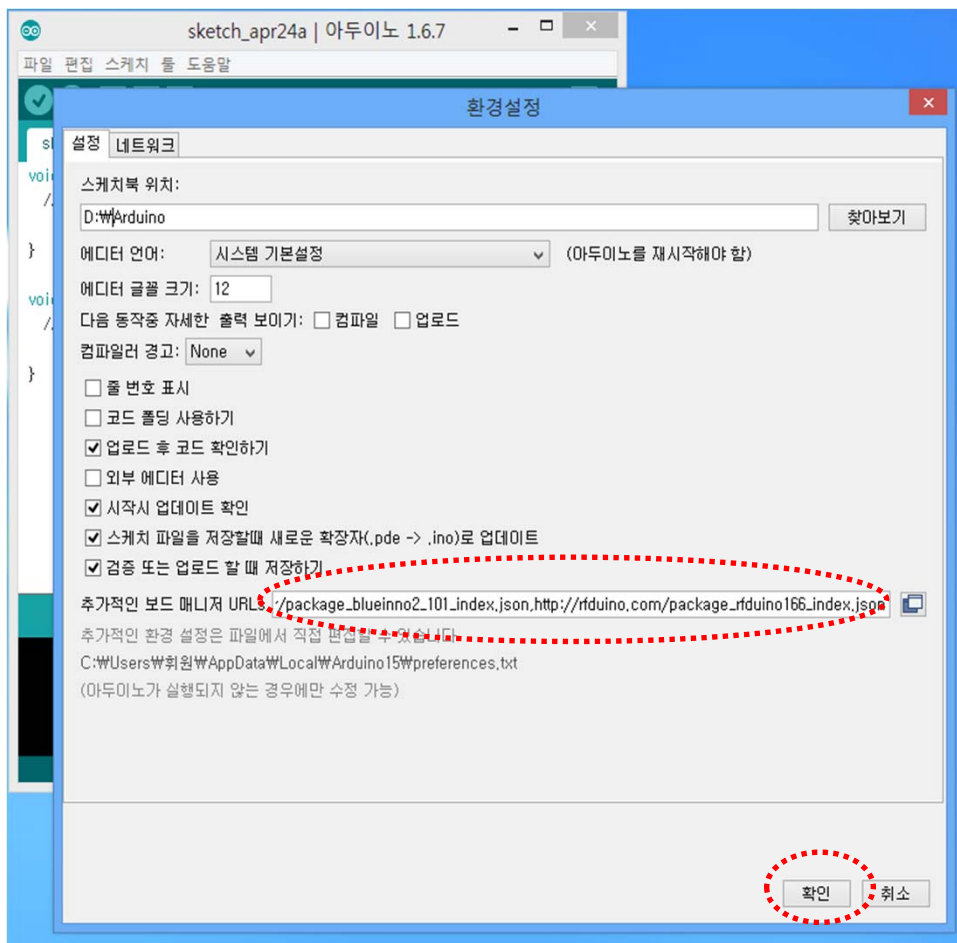 sketch_apr24a | 아두이노 1.6.7
파일 편집 스케치 툴 도움말
환경설정
설정 네트워크
voi
스케치북 위치:
/.
D:₩Arduino 찾아보기
} 에디터 언어: 시스템 기본설정 (아두이노를 재시작해야 함)
에디터 글꼴 크기: 12
voi
다음 동작중 자세한 출력 보이기: 컴파일 업로드
/.
컴파일러 경고: None
}
줄 번호 표시
코드 폴딩 사용하기
업로드 후 코드 확인하기
외부 에디터 사용
시작시 업데이트 확인
스케치 파일을 저장할때 새로운 확장자(.pde -> .ino)로 업데이트
검증 또는 업로드 할 때 저장하기
추가적인 보드 매니저 URLs: /package_blueinno2_101_index.json,http://rfduino.com/package_rfduino166_index.json
추가적인 환경 설정은 파일에서 직접 편집할 수 있습니다
C:₩Users₩휘원₩AppData₩Local₩Arduino15₩preferences.txt
(아두이노가 실행되지 않는 경우에만 수정 가능)
확인 취소